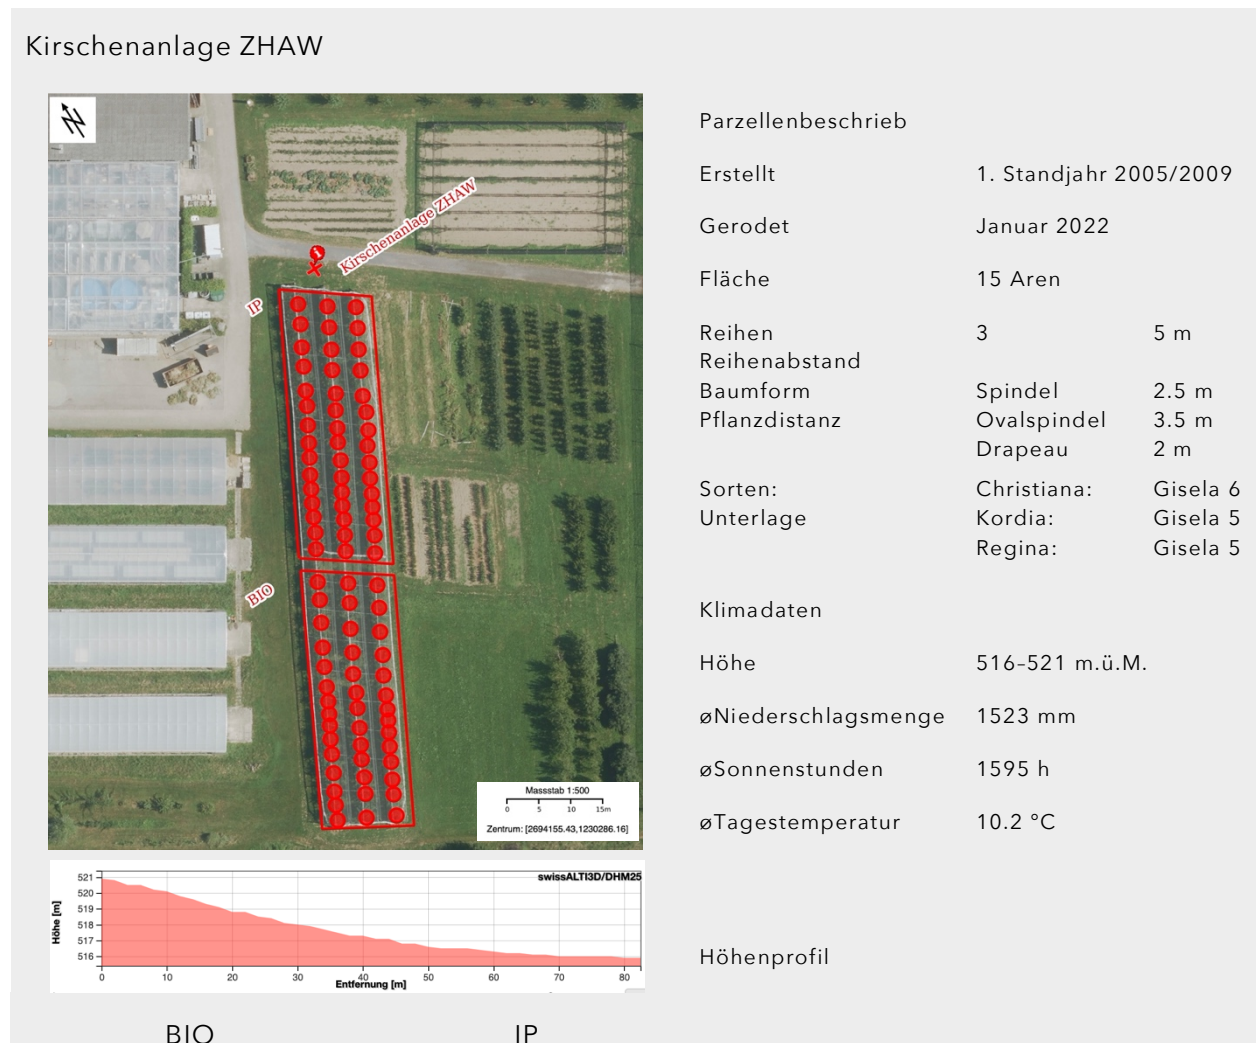 Kirschenanlage ZHAW
Kirschenanlage ZHAW
IP
BIO
Massstab 1:500
0 5 10 15m
Zentrum: [2694155.43,1230286.16]
swissALTI3D/DHM25
Höhe [m]
521
520
519
518
517
516
0 10 20 30 40 50 60 70 80
Entfernung [m]
BIO IP
Parzellenbeschrieb
Erstellt 1. Standjahr 2005/2009
Gerodet Januar 2022
Fläche 15 Aren
Reihen 3 5 m
Reihenabstand
Baumform Spindel 2.5 m
Pflanzdistanz Ovalspindel 3.5 m
Drapeau 2 m
Sorten: Christiana: Gisela 6
Unterlage Kordia: Gisela 5
Regina: Gisela 5
Klimadaten
Höhe 516–521 m.ü.M.
øNiederschlagsmenge 1523 mm
øSonnenstunden 1595 h
øTagestemperatur 10.2 °C
Höhenprofil